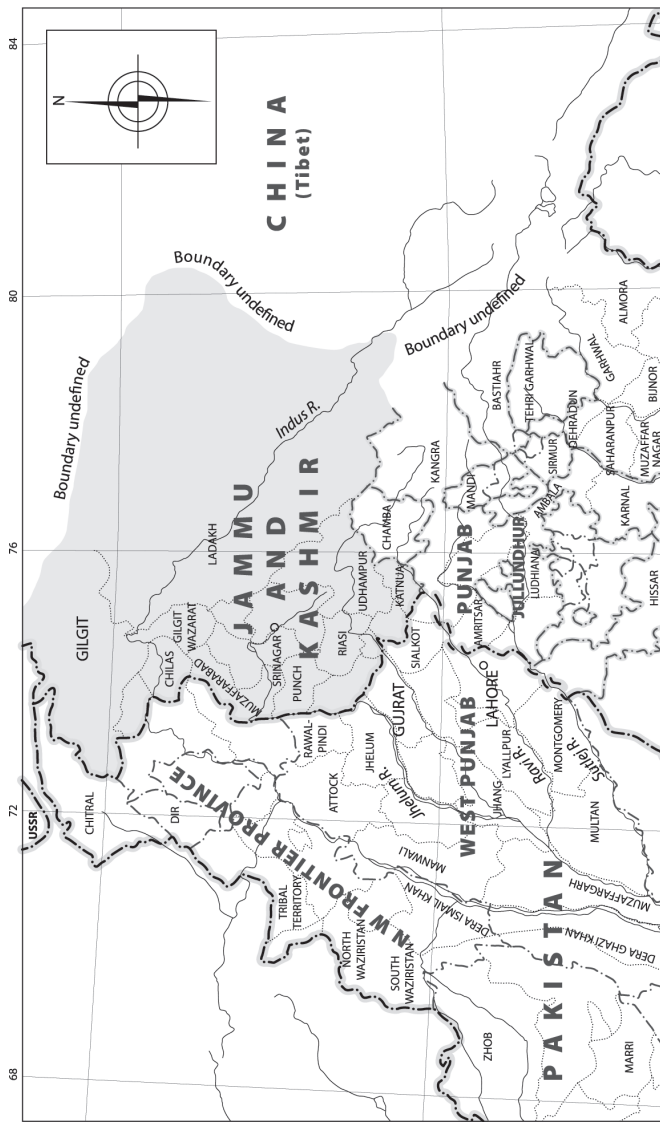 84
80
76
72
68
N
CHINA
(Tibet)
Boundary undefined
Boundary undefined
Boundary undefined
USSR
CHITRAL
GILGIT
DIR
CHILAS
GILGIT
WAZARAT
LADAKH
Indus R.
MUZAFFARABAD
JAMMU
AND
KASHMIR
SRINAGAR
PUNCH
RIASI
UDHAMPUR
KATNUA
CHAMBA
KANGRA
N W FRONTIER PROVINCE
TRIBAL
TERRITORY
NORTH
WAZIRISTAN
SOUTH
WAZIRISTAN
RAWAL-
PINDI
ATTOCK
JHELUM
Jhelum R.
GUJRAT
SIALKOT
MANWALI
DERA ISMAIL KHAN
WEST PUNJAB
JHANG
LYALLPUR
Ravi R.
LAHORE
AMRITSAR
PUNJAB
MANDI
JULLUNDHUR
LUDHIANA
AMBALA
BASTIAHR
TEHRI GARHWAL
SIRMUR
DEHRADUN
GARHWAL
ALMORA
SAHARANPUR
BIJNOR
MUZAFFAR
NAGAR
KARNAL
HISSAR
MONTGOMERY
Sutlej R.
MULTAN
MUZAFFARGARH
DERA GHAZI KHAN
PAKISTAN
ZHOB
MARRI